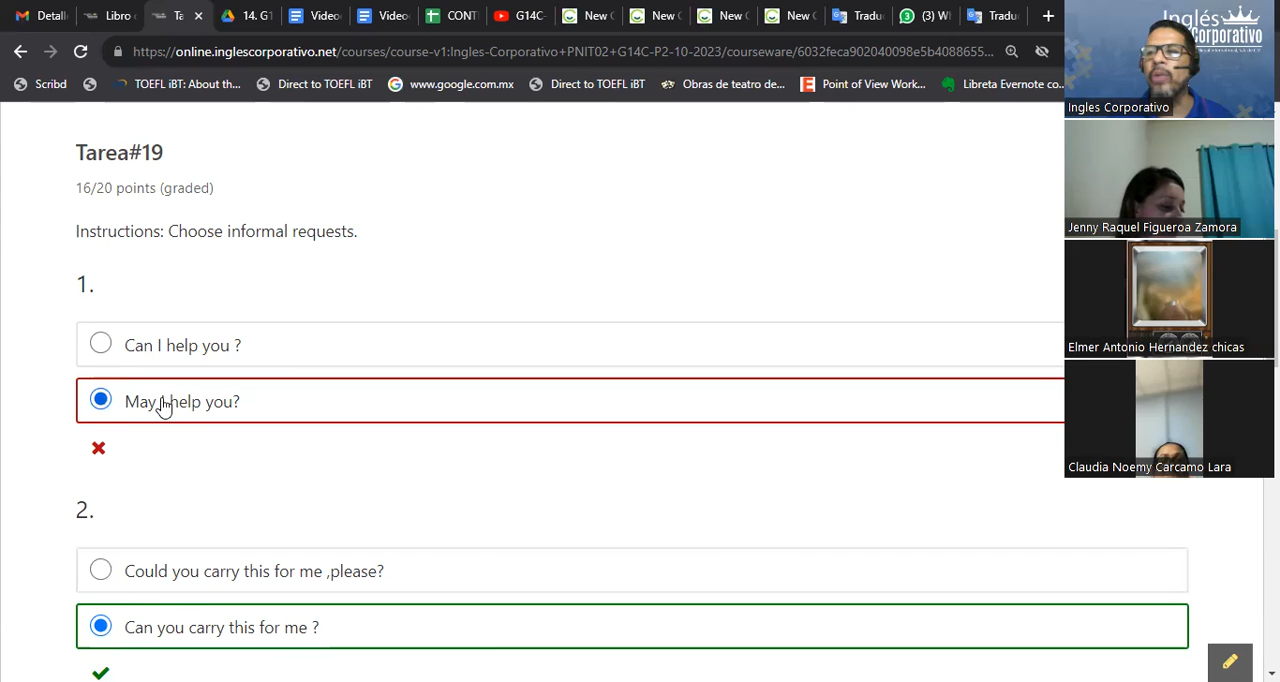 Detall
Libro
Ta
14. G1
Video
Video
CONT
G14C-
New C
New C
New C
New C
Tradu
(3) W
Tradu
https://online.inglescorporativo.net/courses/course-v1:Ingles-Corporativo+PNIT02+G14C-P2-10-2023/courseware/6032feca902040098e5b4088655...
Scribd
TOEFL iBT: About th...
Direct to TOEFL iBT
www.google.com.mx
Direct to TOEFL iBT
Obras de teatro de...
Point of View Work...
Libreta Evernote co...
Tarea#19
16/20 points (graded)
Instructions: Choose informal requests.
1.
Can I help you ?
May I help you?
2.
Could you carry this for me ,please?
Can you carry this for me ?
Inglés
Corporativo
Ingles Corporativo
Jenny Raquel Figueroa Zamora
Elmer Antonio Hernandez chicas
Claudia Noemy Carcamo Lara